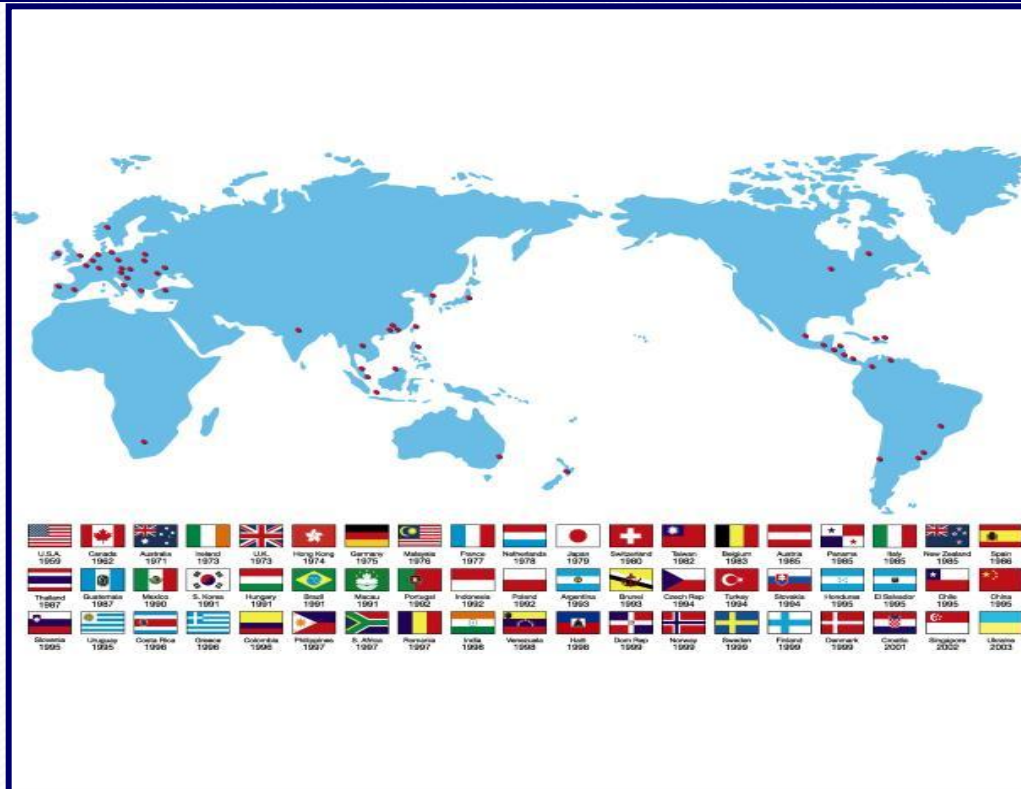 U.S.A. Canada Australia Ireland U.K. Hong Kong Germany Malaysia France Netherlands Japan Switzerland Taiwan Belgium Austria Panama Italy New Zealand Spain
1959 1962 1971 1973 1973 1974 1975 1976 1977 1978 1979 1980 1982 1983 1985 1985 1985 1985 1986
Thailand Guatemala Mexico S. Korea Hungary Brazil Macau Portugal Indonesia Poland Argentina Brunei Czech Rep Turkey Slovakia Honduras El Salvador Chile China
1987 1987 1990 1991 1991 1991 1991 1992 1992 1992 1993 1993 1994 1994 1994 1995 1995 1995 1995
Slovenia Uruguay Costa Rica Greece Colombia Philippines S. Africa Romania India Venezuela Haiti Dom Rep Norway Sweden Finland Denmark Croatia Singapore Ukraine
1995 1995 1996 1996 1996 1997 1997 1997 1998 1998 1998 1999 1999 1999 1999 1999 2001 2002 2003